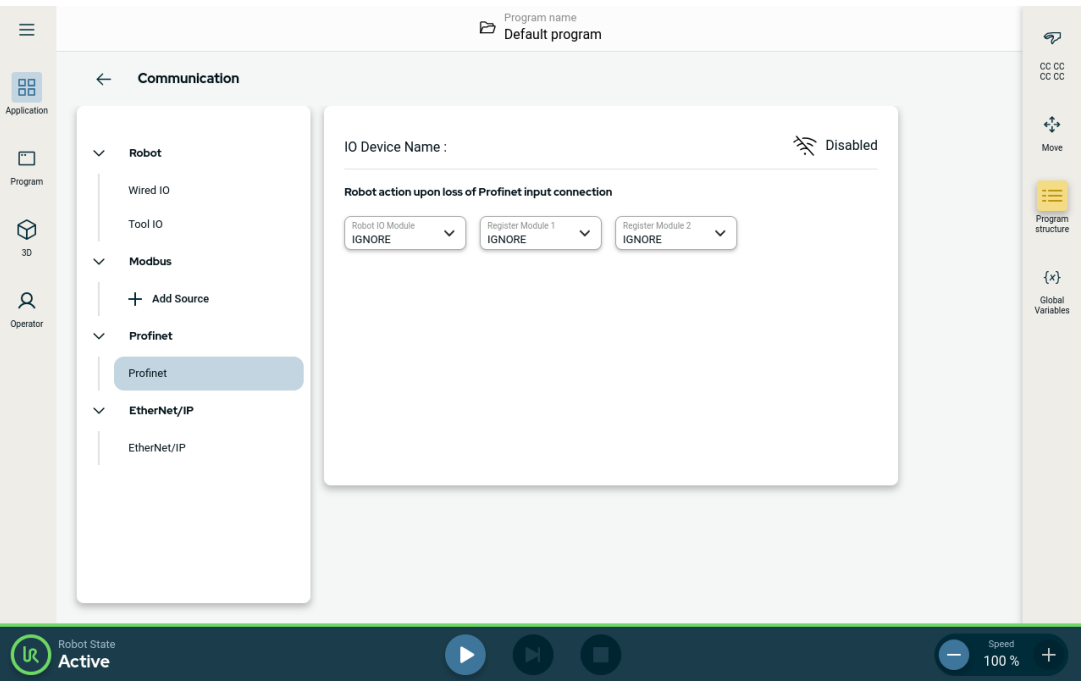 Program name
Default program
Application
Program
3D
Operator
Communication
Robot
Wired IO
Tool IO
Modbus
Add Source
Profinet
Profinet
EtherNet/IP
EtherNet/IP
IO Device Name :
Disabled
Robot action upon loss of Profinet input connection
Robot IO Module
IGNORE
Register Module 1
IGNORE
Register Module 2
IGNORE
CC CC
CC CC
Move
Program
structure
{x}
Global
Variables
UR
Robot State
Active
Speed
100 %